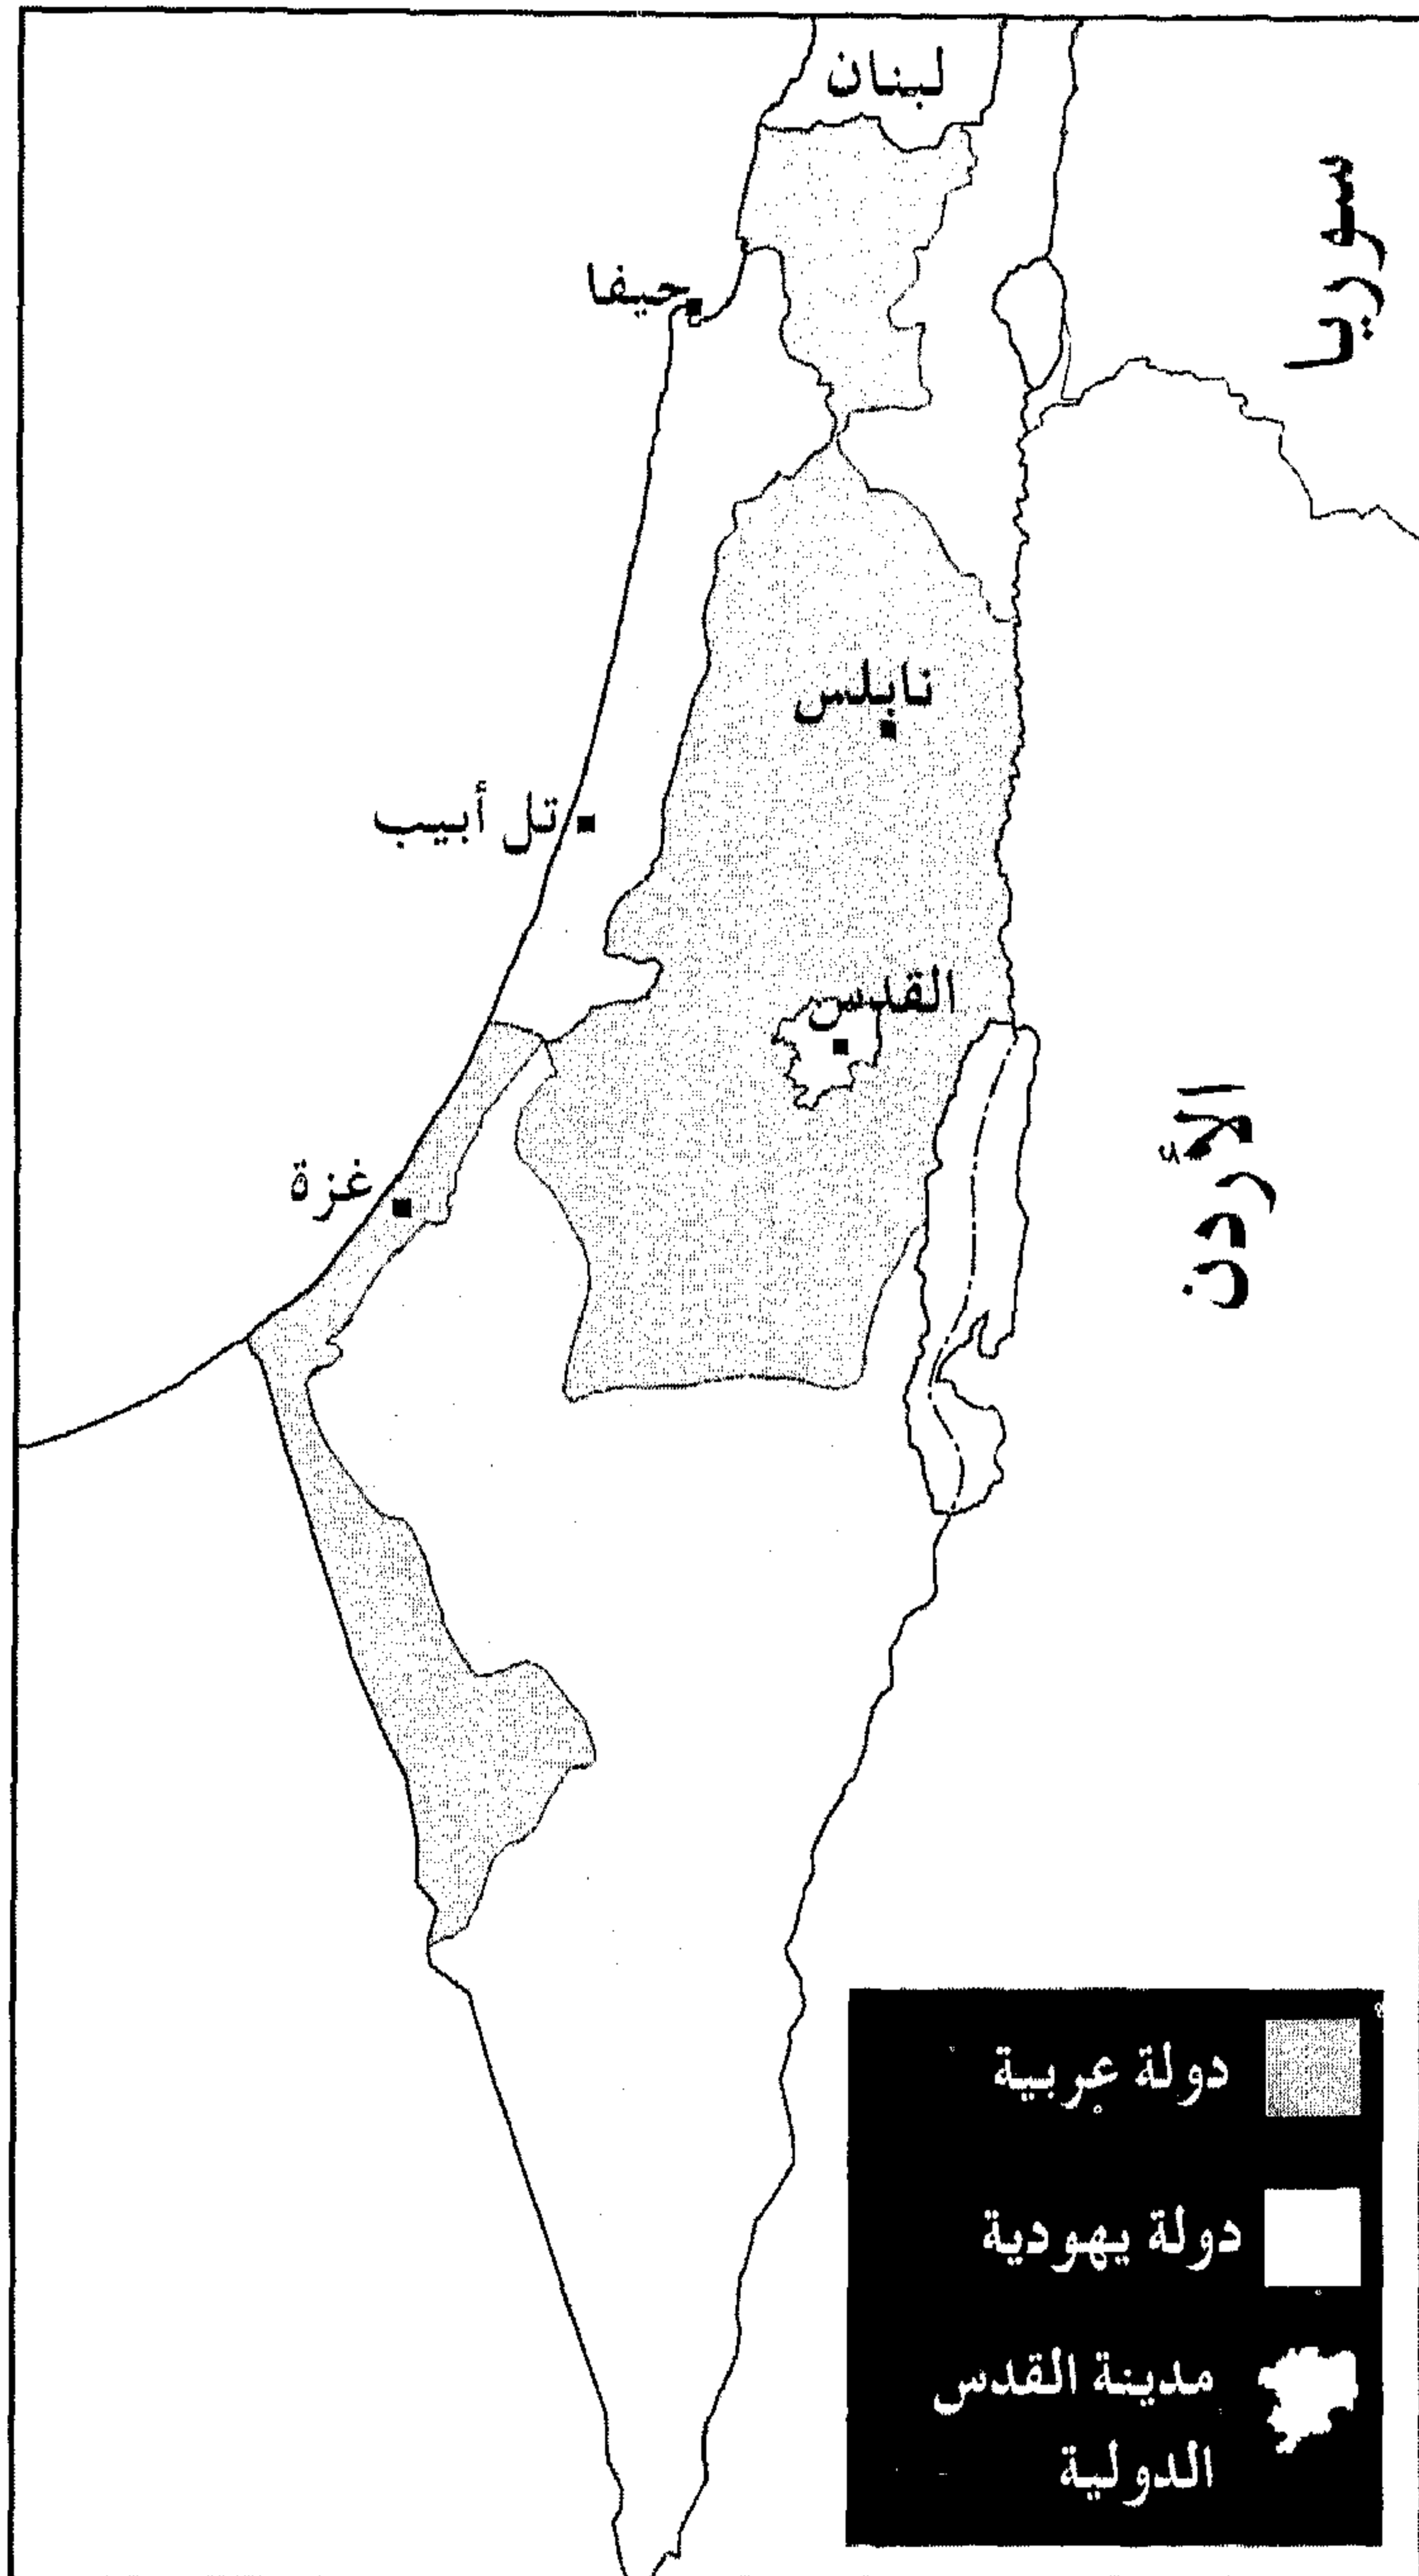 لبنان
سوريا
حيفا
نابلس
تل أبيب
القدس
الأردن
غزة
دولة عربية
دولة يهودية
مدينة القدس
الدولية